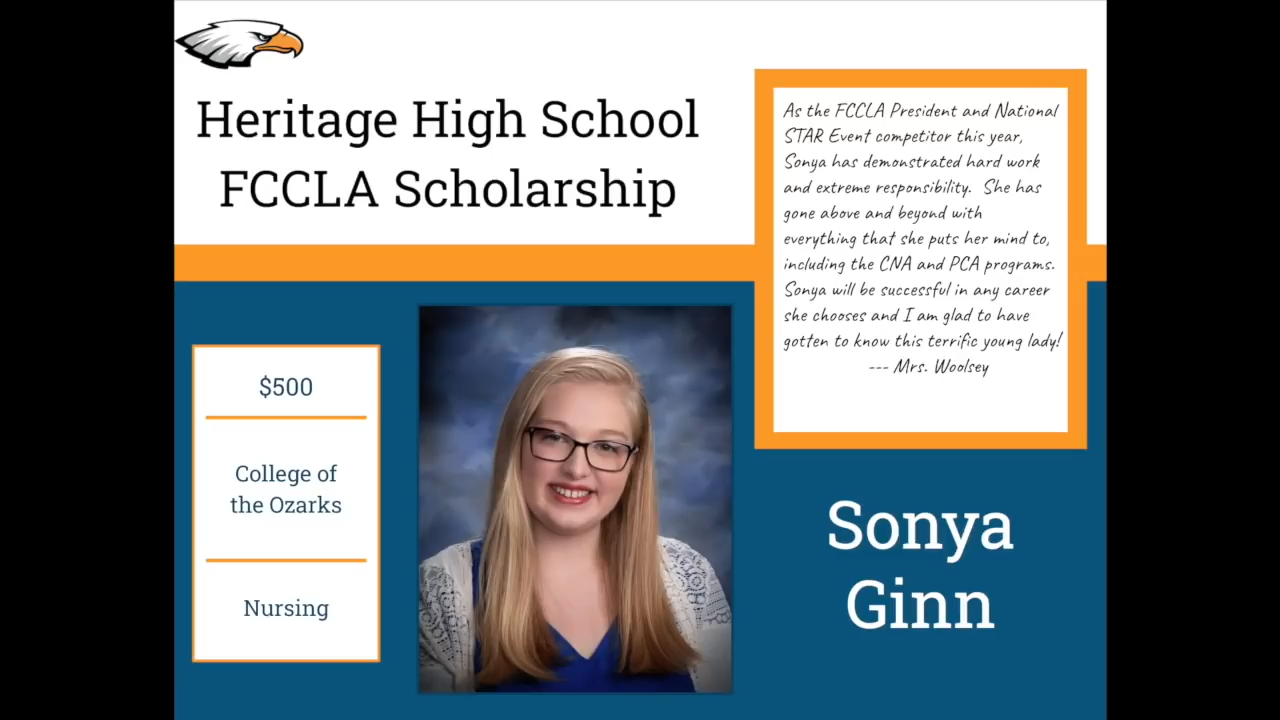 Heritage High School
FCCLA Scholarship
As the FCCLA President and National
STAR Event competitor this year,
Sonya has demonstrated hard work
and extreme responsibility. She has
gone above and beyond with
everything that she puts her mind to,
including the CNA and PCA programs.
Sonya will be successful in any career
she chooses and I am glad to have
gotten to know this terrific young lady!
--- Mrs. Woolsey
$500
College of
the Ozarks
Nursing
Sonya
Ginn